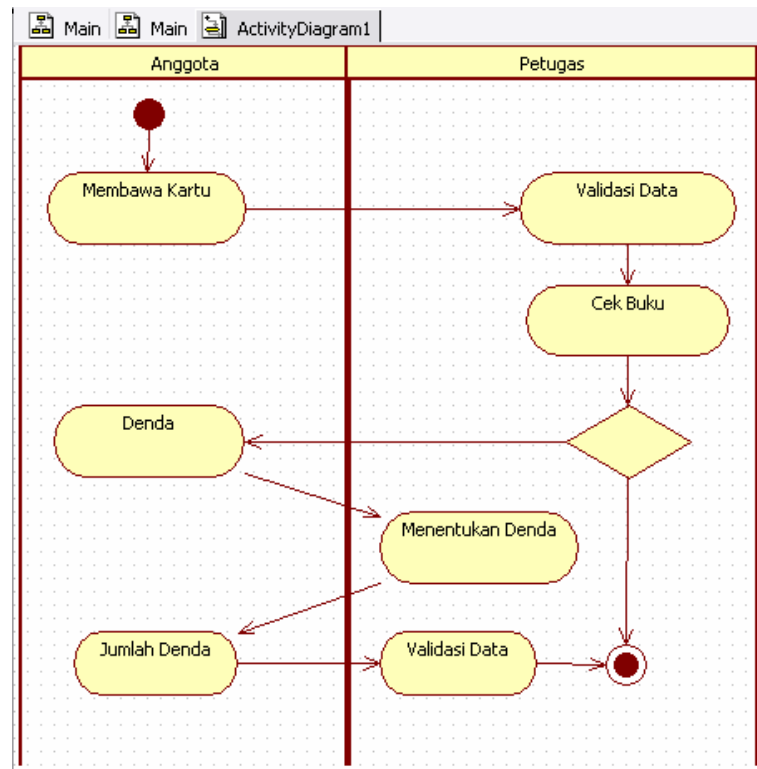 Main Main ActivityDiagram1
Anggota Petugas
Membawa Kartu
Validasi Data
Cek Buku
Denda
Menentukan Denda
Jumlah Denda
Validasi Data